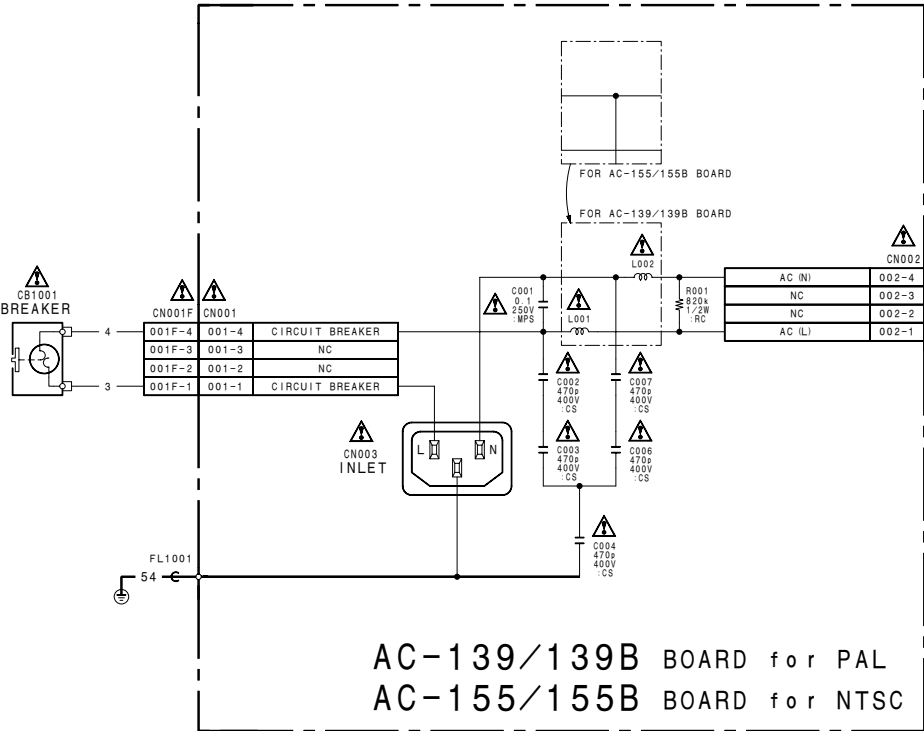 FOR AC-155/155B BOARD
FOR AC-139/139B BOARD
L002
CN002
AC (N) 002-4
NC 002-3
NC 002-2
AC (L) 002-1
R001
820k
1/2W
:RC
C001
0.1
250V
:MPS
L001
CB1001
BREAKER
4
3
CN001F CN001
001F-4 001-4 CIRCUIT BREAKER
001F-3 001-3 NC
001F-2 001-2 NC
001F-1 001-1 CIRCUIT BREAKER
C002
470p
400V
:CS
C007
470p
400V
:CS
CN003
INLET
L N
C003
470p
400V
:CS
C006
470p
400V
:CS
C004
470p
400V
:CS
FL1001
54
AC-139/139B BOARD for PAL
AC-155/155B BOARD for NTSC